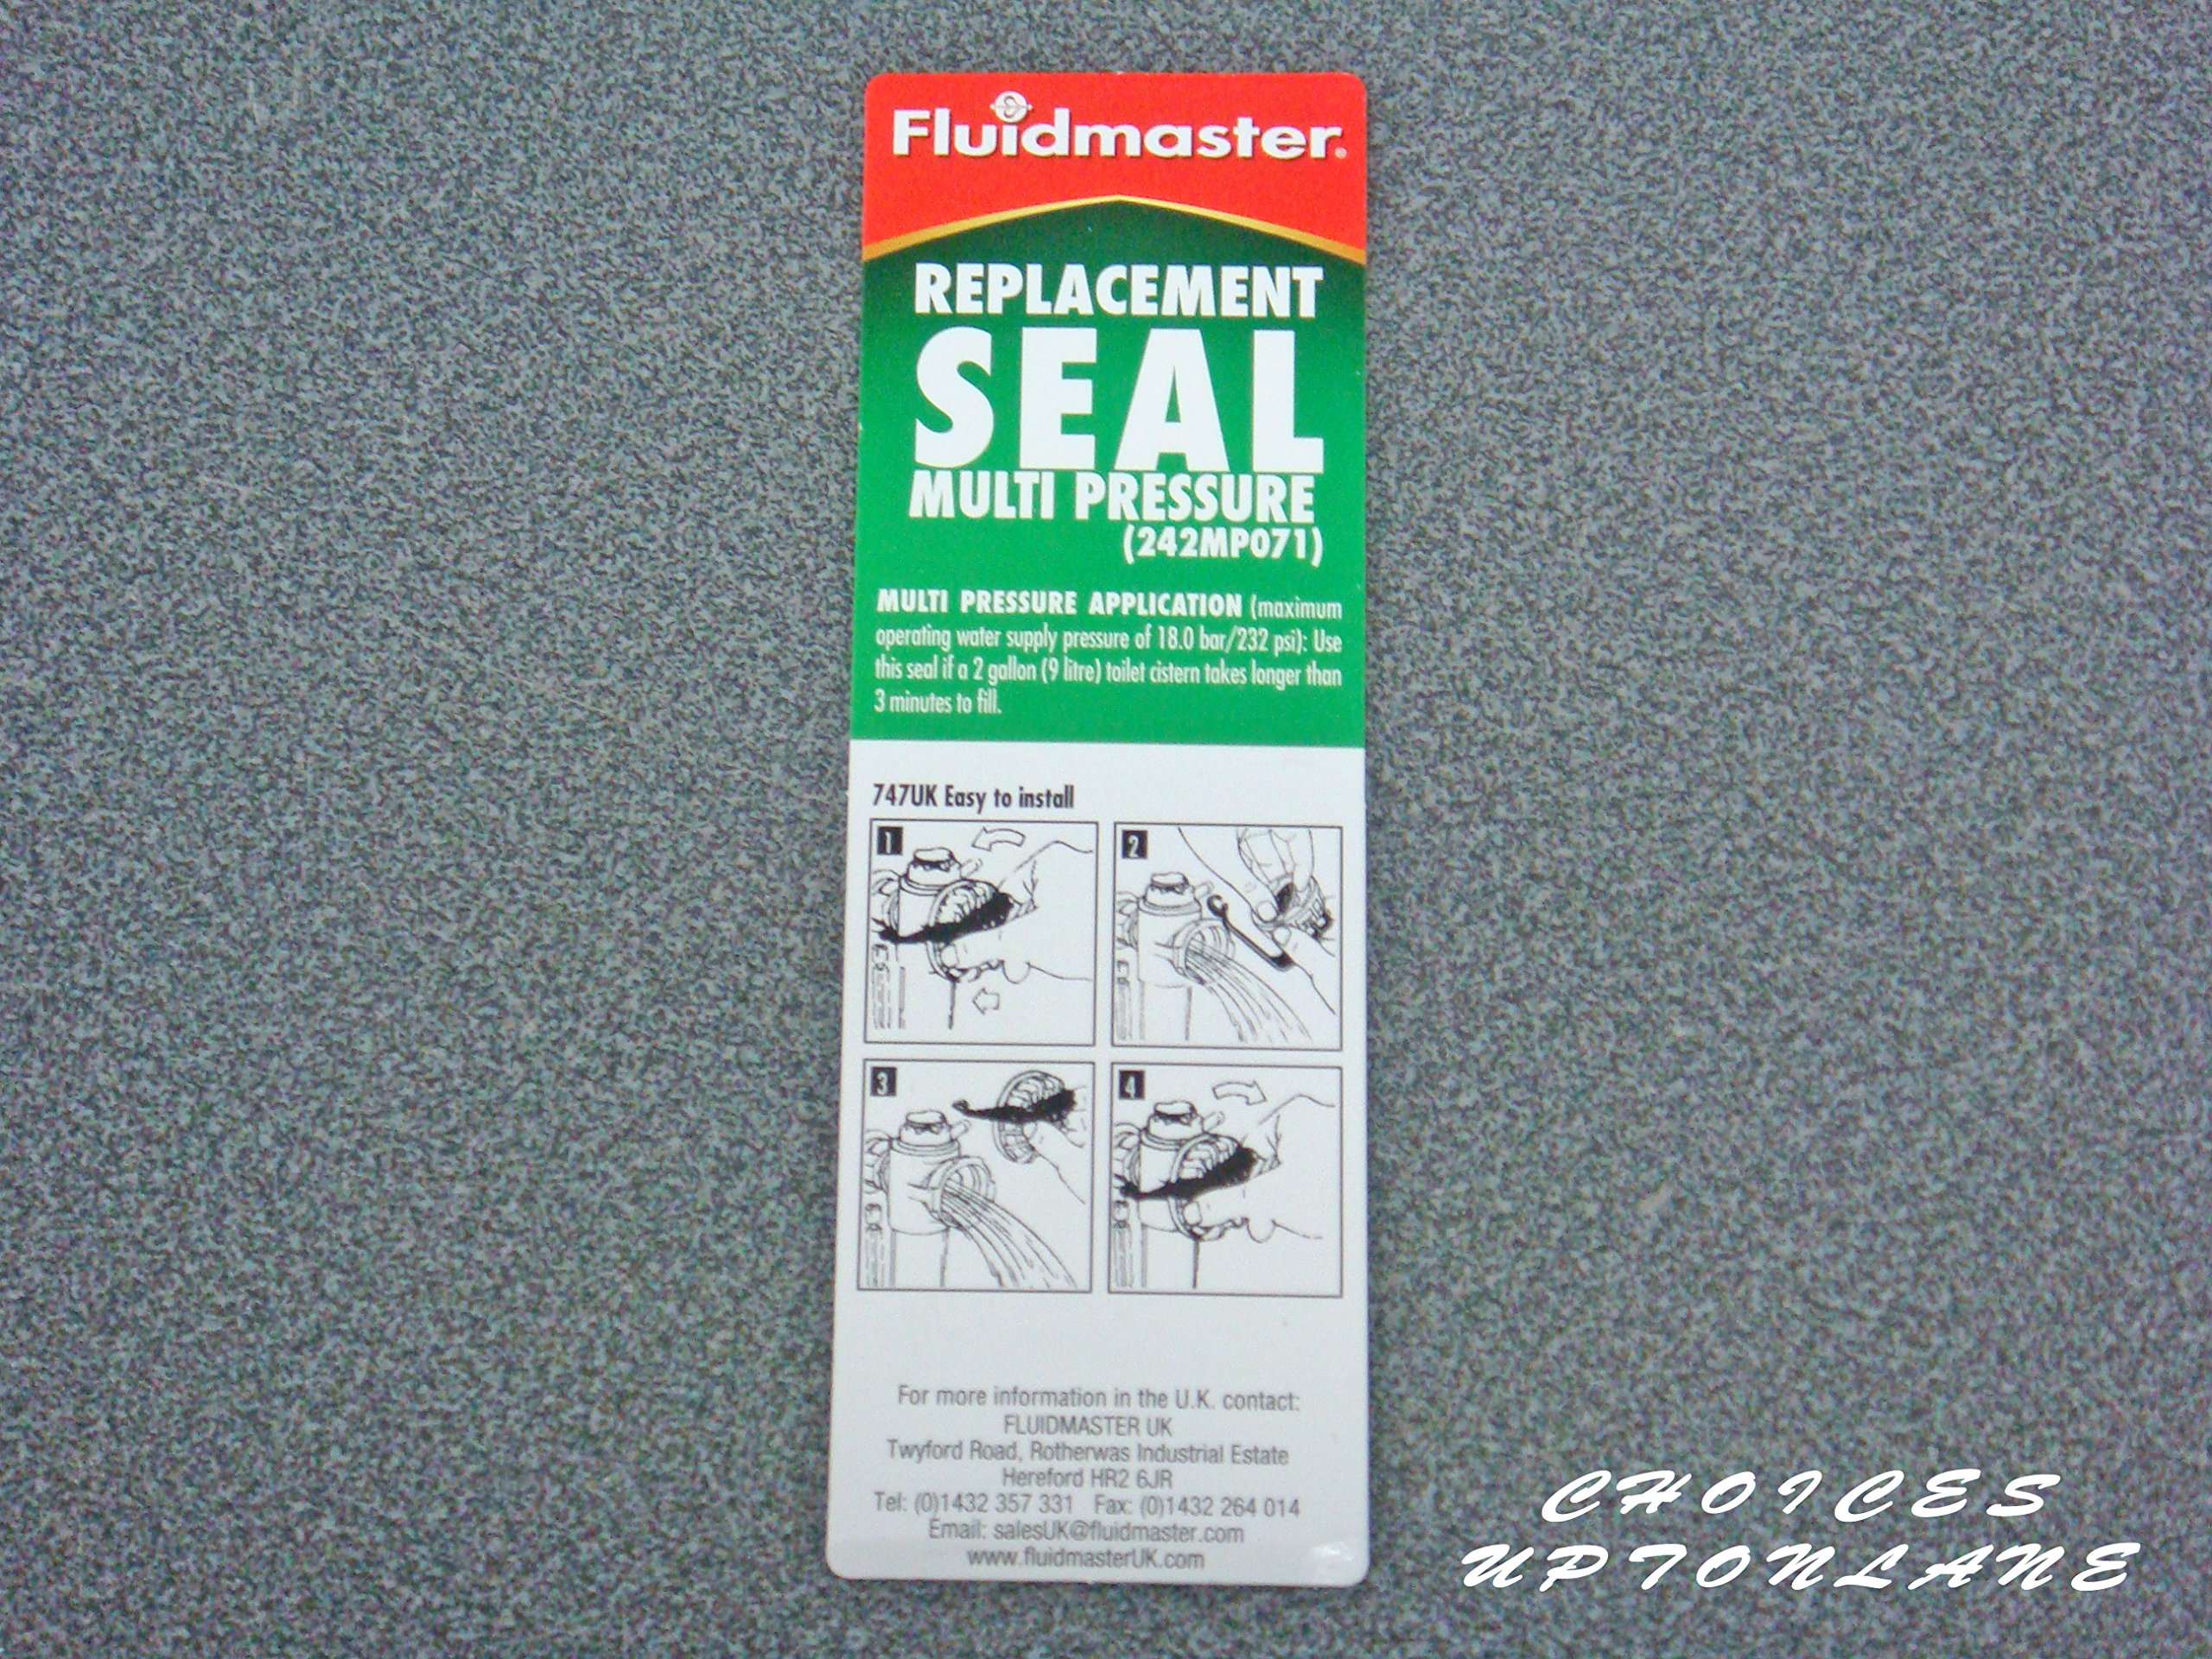 Fluidmaster®
REPLACEMENT
SEAL
MULTI PRESSURE
(242MP071)
MULTI PRESSURE APPLICATION (maximum
operating water supply pressure of 18.0 bar/232 psi): Use
this seal if a 2 gallon (9 litre) toilet cistern takes longer than
3 minutes to fill.
747UK Easy to install
1
2
3
4
For more information in the U.K. contact:
FLUIDMASTER UK
Twyford Road, Rotherwas Industrial Estate
Hereford HR2 6JR
Tel: (0)1432 357 331 Fax: (0)1432 264 014
Email: salesUK@fluidmaster.com
www.fluidmasterUK.com
CHOICES
UPTONLANE